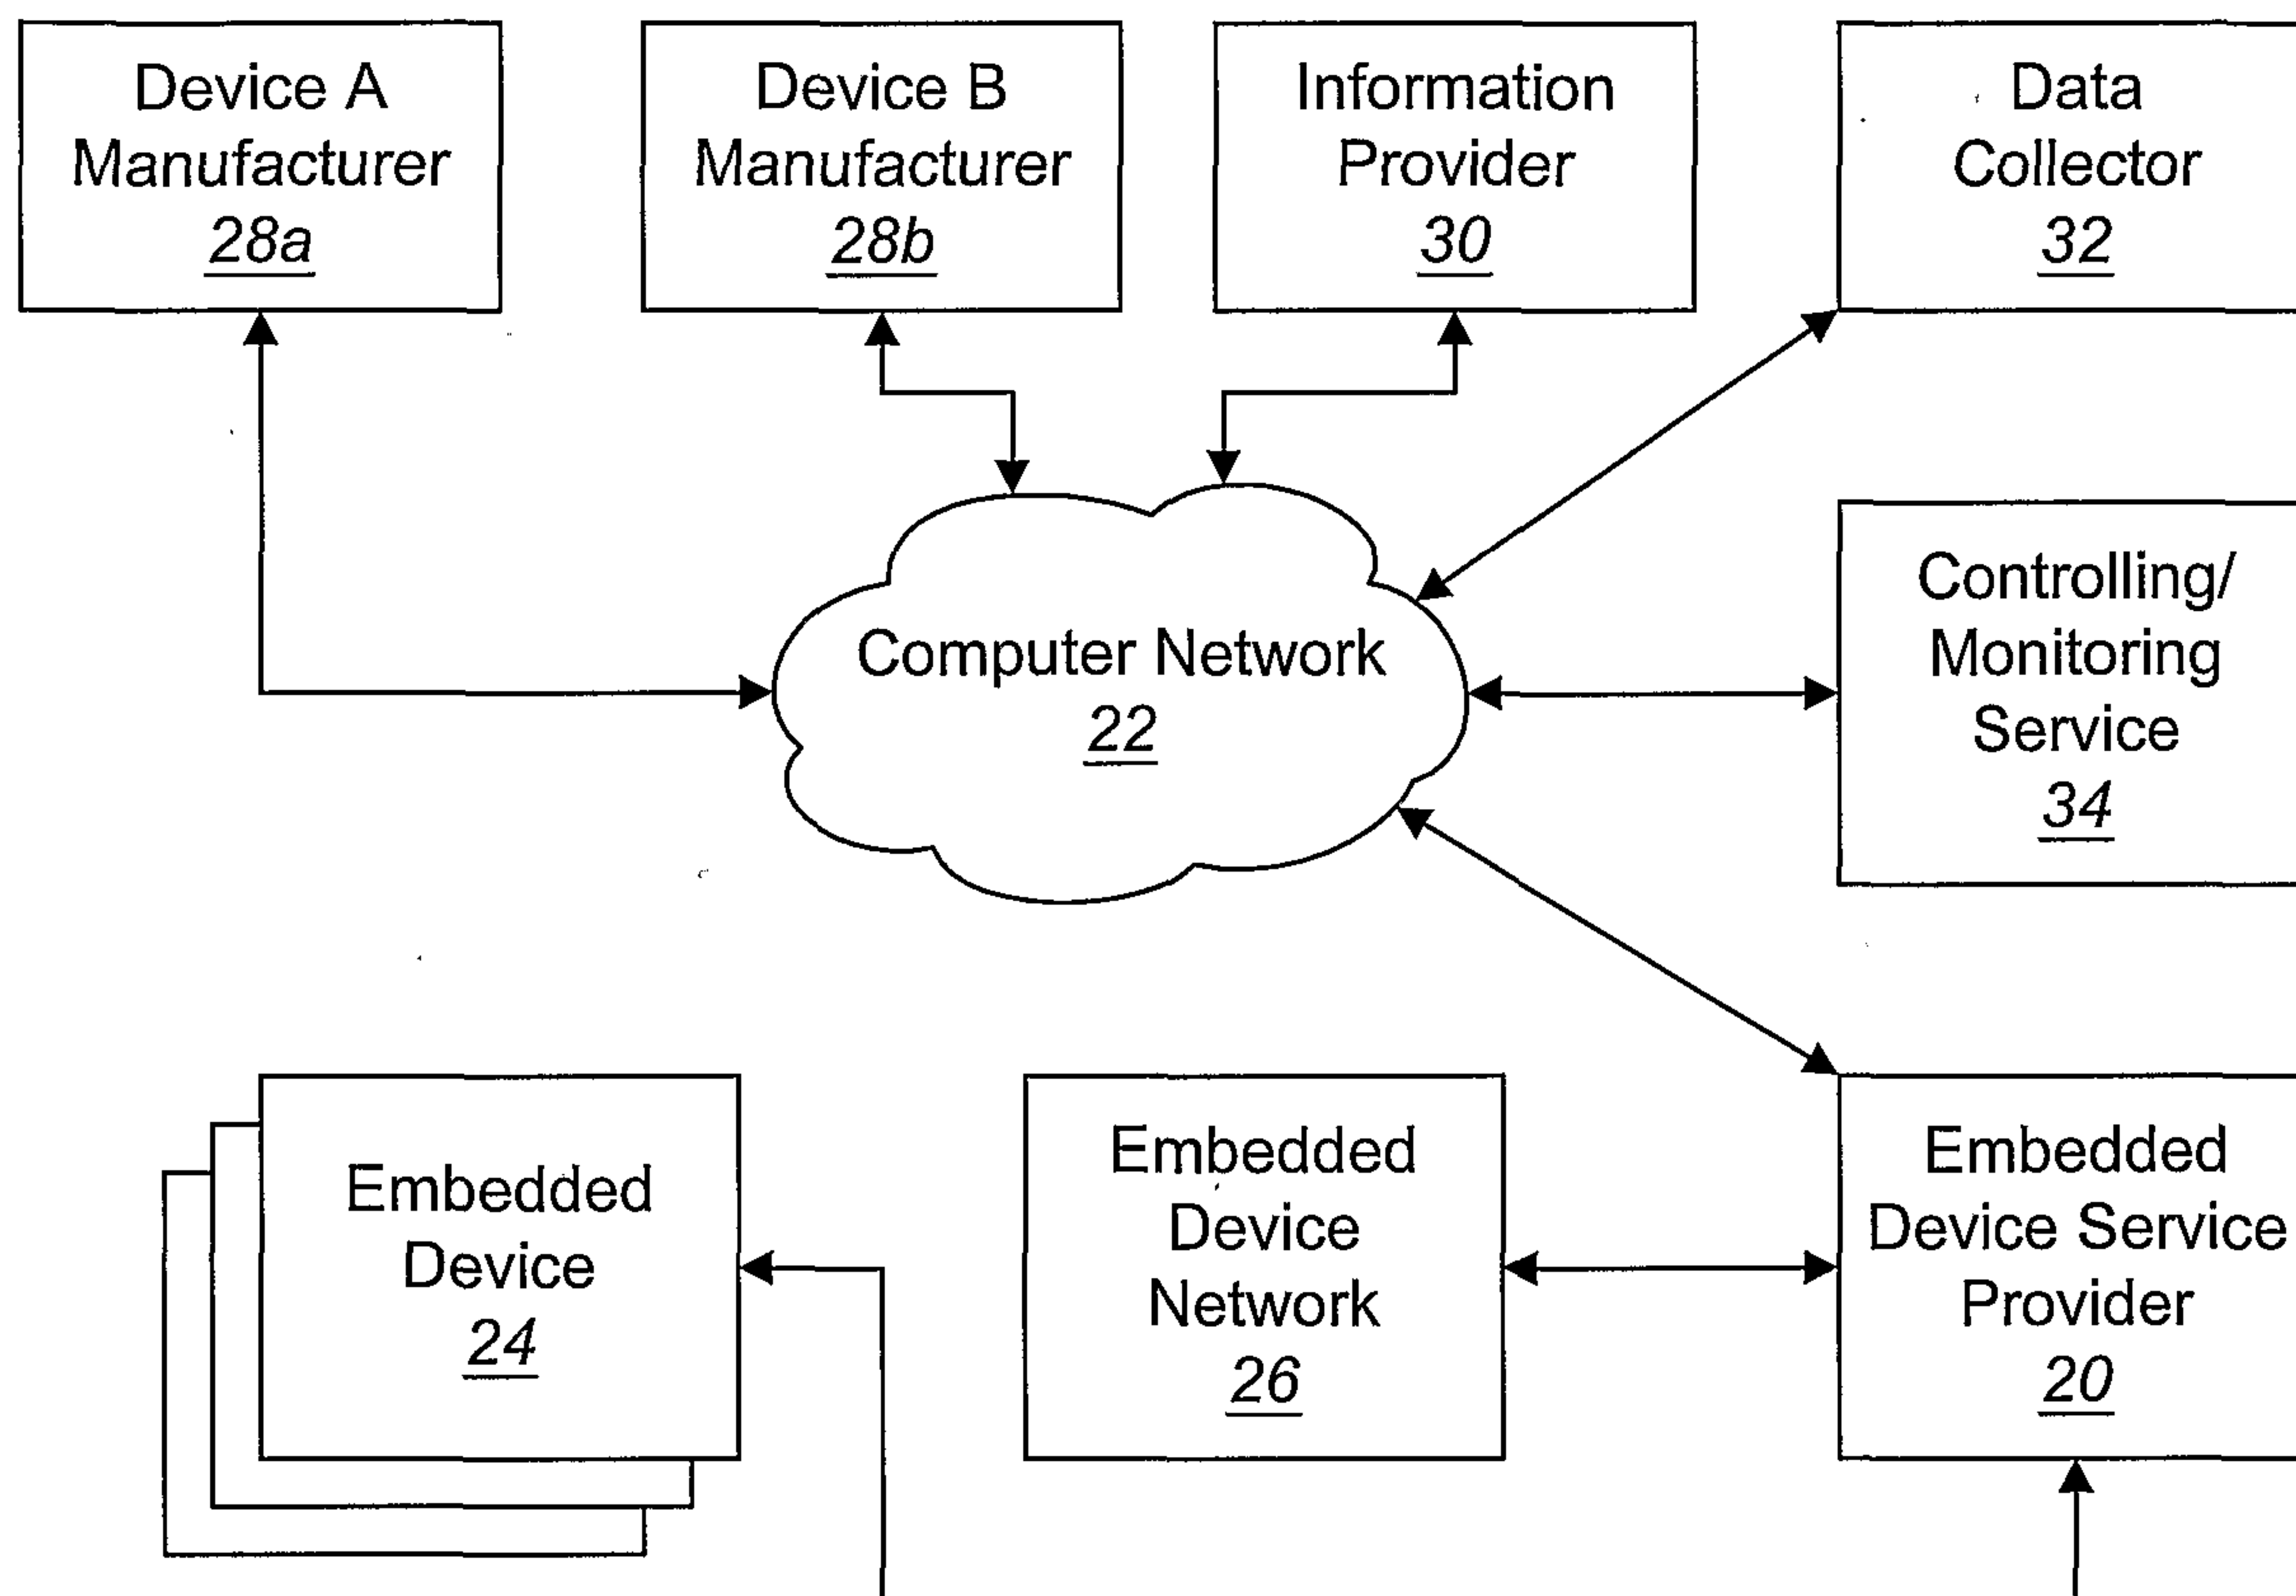 Device A
Manufacturer
28a
Device B
Manufacturer
28b
Information
Provider
30
Data
Collector
32
Computer Network
22
Controlling/
Monitoring
Service
34
Embedded
Device
24
Embedded
Device
Network
26
Embedded
Device Service
Provider
20